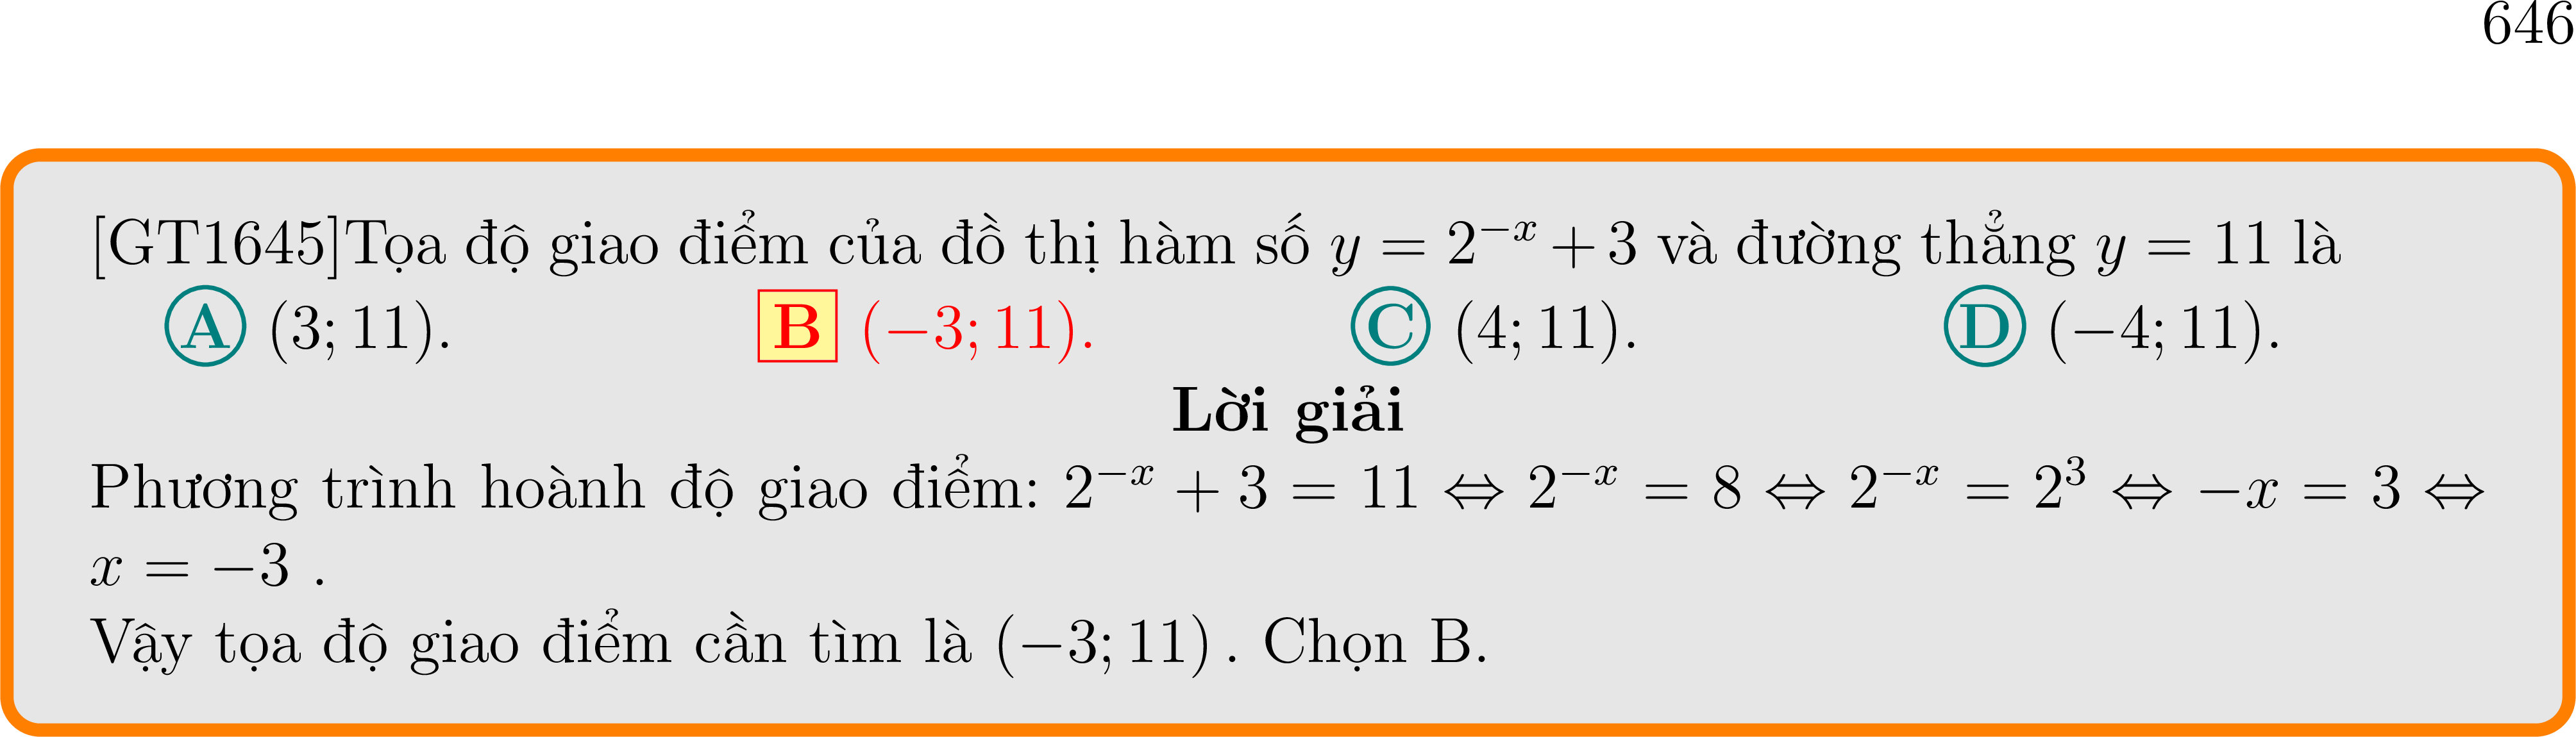 646
[GT1645]Tọa độ giao điểm của đồ thị hàm số $y = 2^{-x} + 3$ và đường thẳng $y = 11$ là
A $(3; 11)$. B $(-3; 11)$. C $(4; 11)$. D $(-4; 11)$.
Lời giải
Phương trình hoành độ giao điểm: $2^{-x} + 3 = 11 \Leftrightarrow 2^{-x} = 8 \Leftrightarrow 2^{-x} = 2^3 \Leftrightarrow -x = 3 \Leftrightarrow$
$x = -3$ .
Vậy tọa độ giao điểm cần tìm là $(-3; 11)$ . Chọn B.